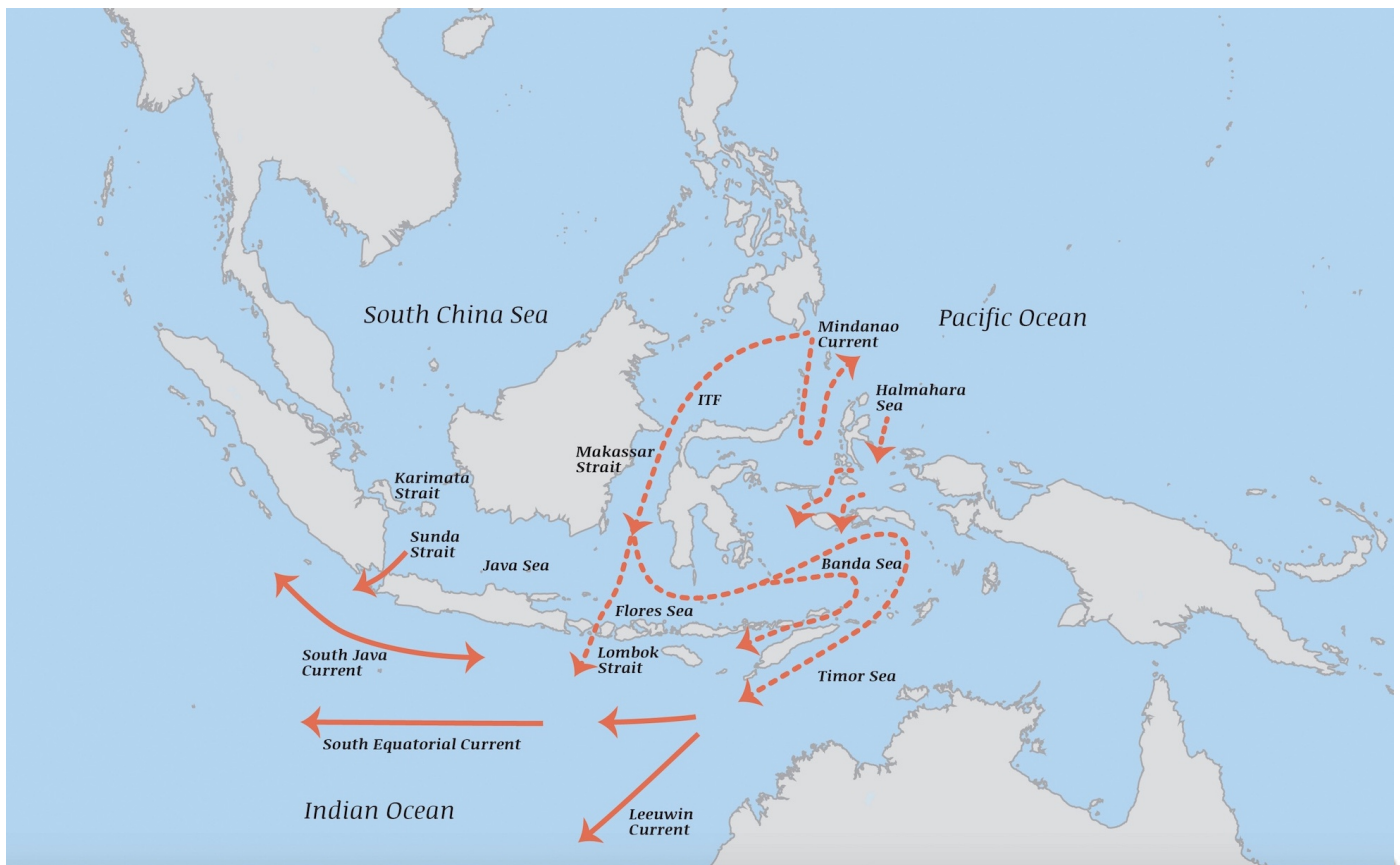 South China Sea
Pacific Ocean
Mindanao
Current
Halmahara
Sea
ITF
Makassar
Strait
Karimata
Strait
Sunda
Strait
Java Sea
Banda Sea
Flores Sea
Lombok
Strait
South Java
Current
Timor Sea
South Equatorial Current
Indian Ocean
Leeuwin
Current